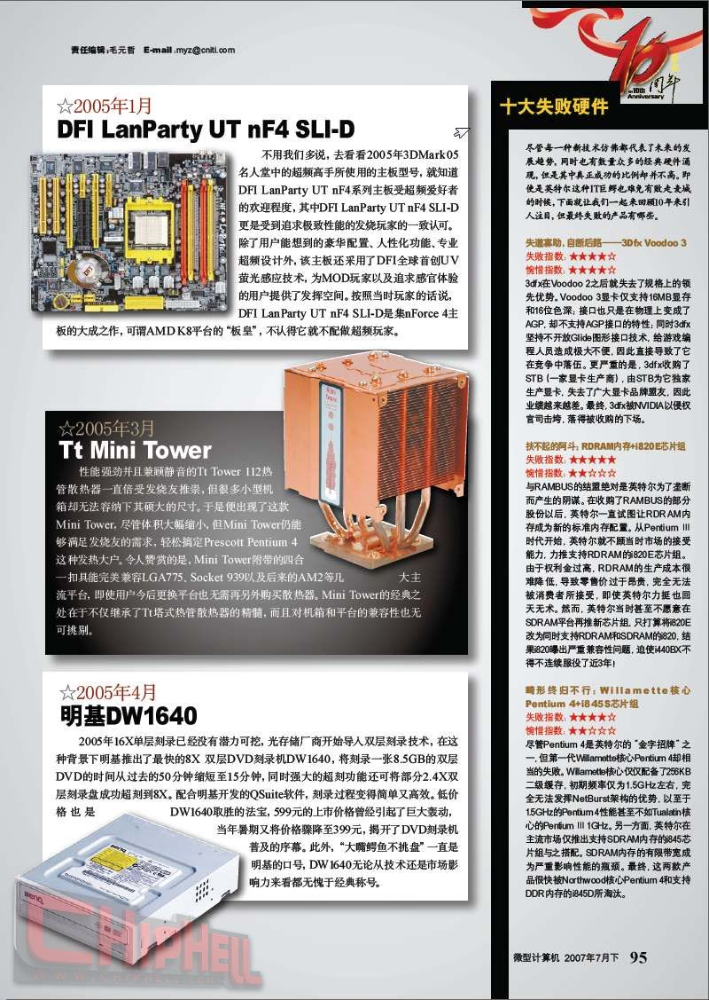 责任编辑:毛元哲 E-mail:myz@cniti.com
10周年
the 10th
Anniversary
☆2005年1月
DFI LanParty UT nF4 SLI-D
不用我们多说，去看看2005年3DMark05
名人堂中的超频高手所使用的主板型号，就知道
DFI LanParty UT nF4系列主板受超频爱好者
的欢迎程度，其中DFI LanParty UT nF4 SLI-D
更是受到追求极致性能的发烧玩家的一致认可。
除了用户能想到的豪华配置、人性化功能、专业
超频设计外，该主板还采用了DFI全球首创UV
萤光感应技术，为MOD玩家以及追求感官体验
的用户提供了发挥空间。按照当时玩家的话说，
DFI LanParty UT nF4 SLI-D是集nForce 4主
板的大成之作，可谓AMD K8平台的“板皇”，不认得它就不配做超频玩家。
☆2005年3月
Tt Mini Tower
性能强劲并且兼顾静音的Tt Tower 112热
管散热器一直倍受发烧友推崇，但很多小型机
箱却无法容纳下其硕大的尺寸。于是便出现了这款
Mini Tower，尽管体积大幅缩小，但Mini Tower仍能
够满足发烧友的需求，轻松搞定Prescott Pentium 4
这种发热大户。令人赞赏的是，Mini Tower附带的四合
一扣具能完美兼容LGA775、Socket 939以及后来的AM2等几大主
流平台，即使用户今后更换平台也无需再另外购买散热器。Mini Tower的经典之
处在于不仅继承了Tt塔式热管散热器的精髓，而且对机箱和平台的兼容性也无
可挑剔。
☆2005年4月
明基DW1640
2005年16X单层刻录已经没有潜力可挖，光存储厂商开始导入双层刻录技术，在这
种背景下明基推出了最快的8X 双层DVD刻录机DW1640，将刻录一张8.5GB的双层
DVD的时间从过去的50分钟缩短至15分钟，同时强大的超刻功能还可将部分2.4X双
层刻录盘成功超刻到8X。配合明基开发的QSuite软件，刻录过程变得简单又高效。低价
格也是DW1640取胜的法宝，599元的上市价格曾经引起了巨大轰动，
当年暑期又将价格骤降至399元，揭开了DVD刻录机
普及的序幕。此外，“大嘴鳄鱼不挑盘”一直是
明基的口号，DW1640无论从技术还是市场影
响力来看都无愧于经典称号。
BENQ
CHIPHELL
WWW.CHIPHELL.COM
十大失败硬件
尽管每一种新技术仿佛都代表了未来的发
展趋势，同时也有数量众多的经典硬件涌
现，但是其中真正成功的比例却并不高。即
使是英特尔这种IT巨鳄也难免有败走麦城
的时候，下面就让我们一起来回顾10年来引
人注目，但最终失败的产品有哪些。
失道寡助，自断后路——3Dfx Voodoo 3
失败指数：★★★★☆
惋惜指数：★★★★☆
3dfx在Voodoo 2之后就失去了规格上的领
先优势。Voodoo 3显卡仅支持16MB显存
和16位色深；接口也只是在物理上变成了
AGP，却不支持AGP接口的特性；同时3dfx
坚持不开放Glide图形接口技术，给游戏编
程人员造成极大不便，因此直接导致了它
在竞争中落伍。更严重的是，3dfx收购了
STB（一家显卡生产商），由STB为它独家
生产显卡，失去了广大显卡品牌盟友，因此
业绩越来越差。最终，3dfx被NVIDIA以侵权
官司击垮，落得被收购的下场。
扶不起的阿斗：RDRAM内存+i820E芯片组
失败指数：★★★★★
惋惜指数：★★☆☆☆
与RAMBUS的结盟绝对是英特尔为了垄断
而产生的阴谋。在收购了RAMBUS的部分
股份以后，英特尔一直试图让RDRAM内
存成为新的标准内存配置。从Pentium Ⅲ
时代开始，英特尔就不顾当时市场的接受
能力，力推支持RDRAM的i820E芯片组。
由于权利金过高，RDRAM的生产成本很
难降低，导致零售价过于昂贵，完全无法
被消费者所接受，即使英特尔力挺也回
天无术。然而，英特尔当时甚至不愿意在
SDRAM平台再推新芯片组，只打算将i820E
改为同时支持RDRAM和SDRAM的i820，结
果i820曝出严重兼容性问题，迫使i440BX不
得不连续服役了近3年！
畸形终归不行：Willamette核心
Pentium 4+i845S芯片组
失败指数：★★★★☆
惋惜指数：★★☆☆☆
尽管Pentium 4是英特尔的“金字招牌”之
一，但第一代Willamette核心Pentium 4却相
当的失败。Willamette核心仅仅配备了256KB
二级缓存，初期频率仅为1.5GHz左右，完
全无法发挥NetBurst架构的优势，以至于
1.5GHz的Pentium 4性能甚至不如Tualatin核
心的Pentium Ⅲ 1GHz。另一方面，英特尔在
主流市场仅推出支持SDRAM内存的i845芯
片组与之搭配。SDRAM内存的有限带宽成
为严重影响性能的瓶颈。最终，这两款产
品很快被Northwood核心Pentium 4和支持
DDR内存的i845D所淘汰。
微型计算机 2007年7月下 95